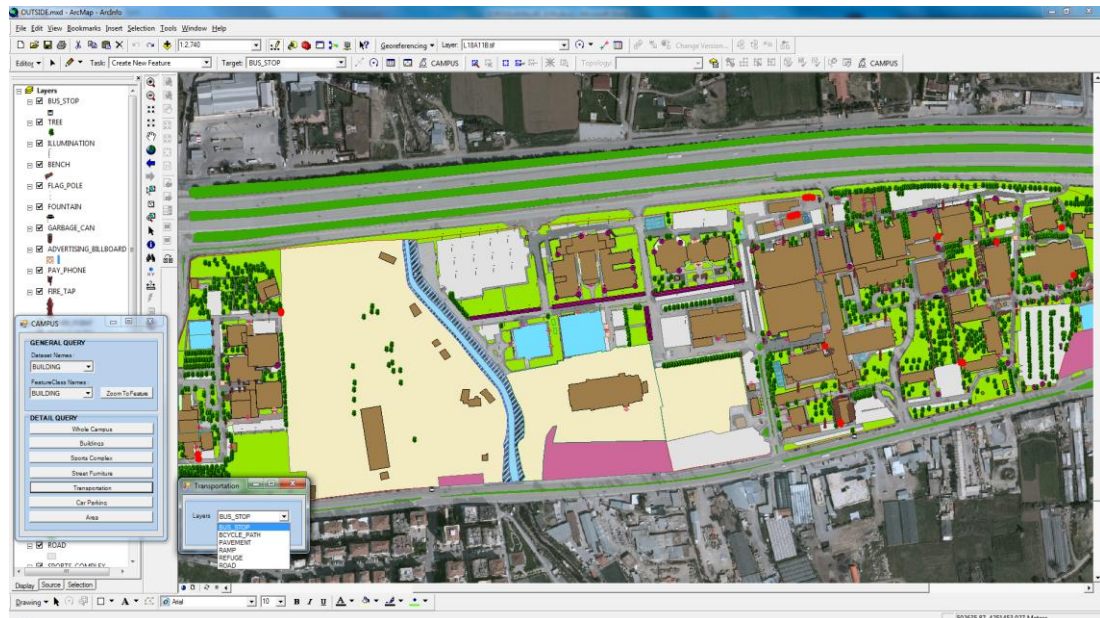 OUTSIDE.mxd - ArcMap - ArcInfo
File Edit View Bookmarks Insert Selection Tools Window Help
1:2.740 Georeferencing Layer: L18A11B.tif Change Version...
Editor Task: Create New Feature Target: BUS_STOP CAMPUS Topology: CAMPUS
Layers
BUS_STOP
TREE
ILLUMINATION
BENCH
FLAG_POLE
FOUNTAIN
GARBAGE_CAN
ADVERTISING_BILLBOARD
PAY_PHONE
FIRE_TAP
CAMPUS
GENERAL QUERY
Dataset Names :
BUILDING
FeatureClass Names :
BUILDING Zoom To Feature
DETAIL QUERY
Whole Campus
Buildings
Sports Complex
Street Furniture
Transportation
Car Parking
Area
Transportation
Layers BUS_STOP
BUS_STOP
BCYCLE_PATH
PAVEMENT
RAMP
REFUGE
ROAD
ROAD
SPORTS_COMPLEX
Display Source Selection
Drawing Arial 10 B I U A